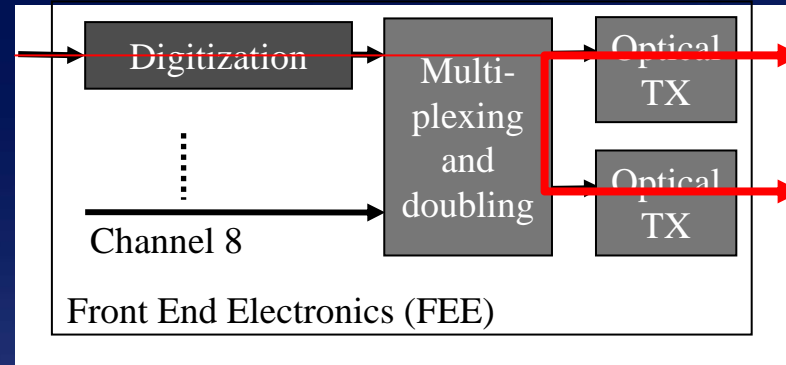 Digitization
Multi-
plexing
and
doubling
Optical
TX
Optical
TX
Channel 8
Front End Electronics (FEE)